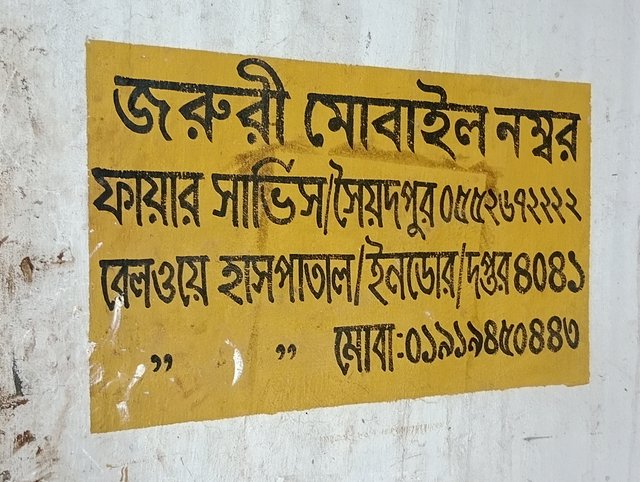 জরুরী মোবাইল নম্বর
ফায়ার সার্ভিস/সৈয়দপুর ০৫৫২৬৭২২২২
রেলওয়ে হাসপাতাল/ইনডোর/দপ্তর ৪০৪১
,, ,, মোবা:০১৯১৯৪৫০৪৪৩